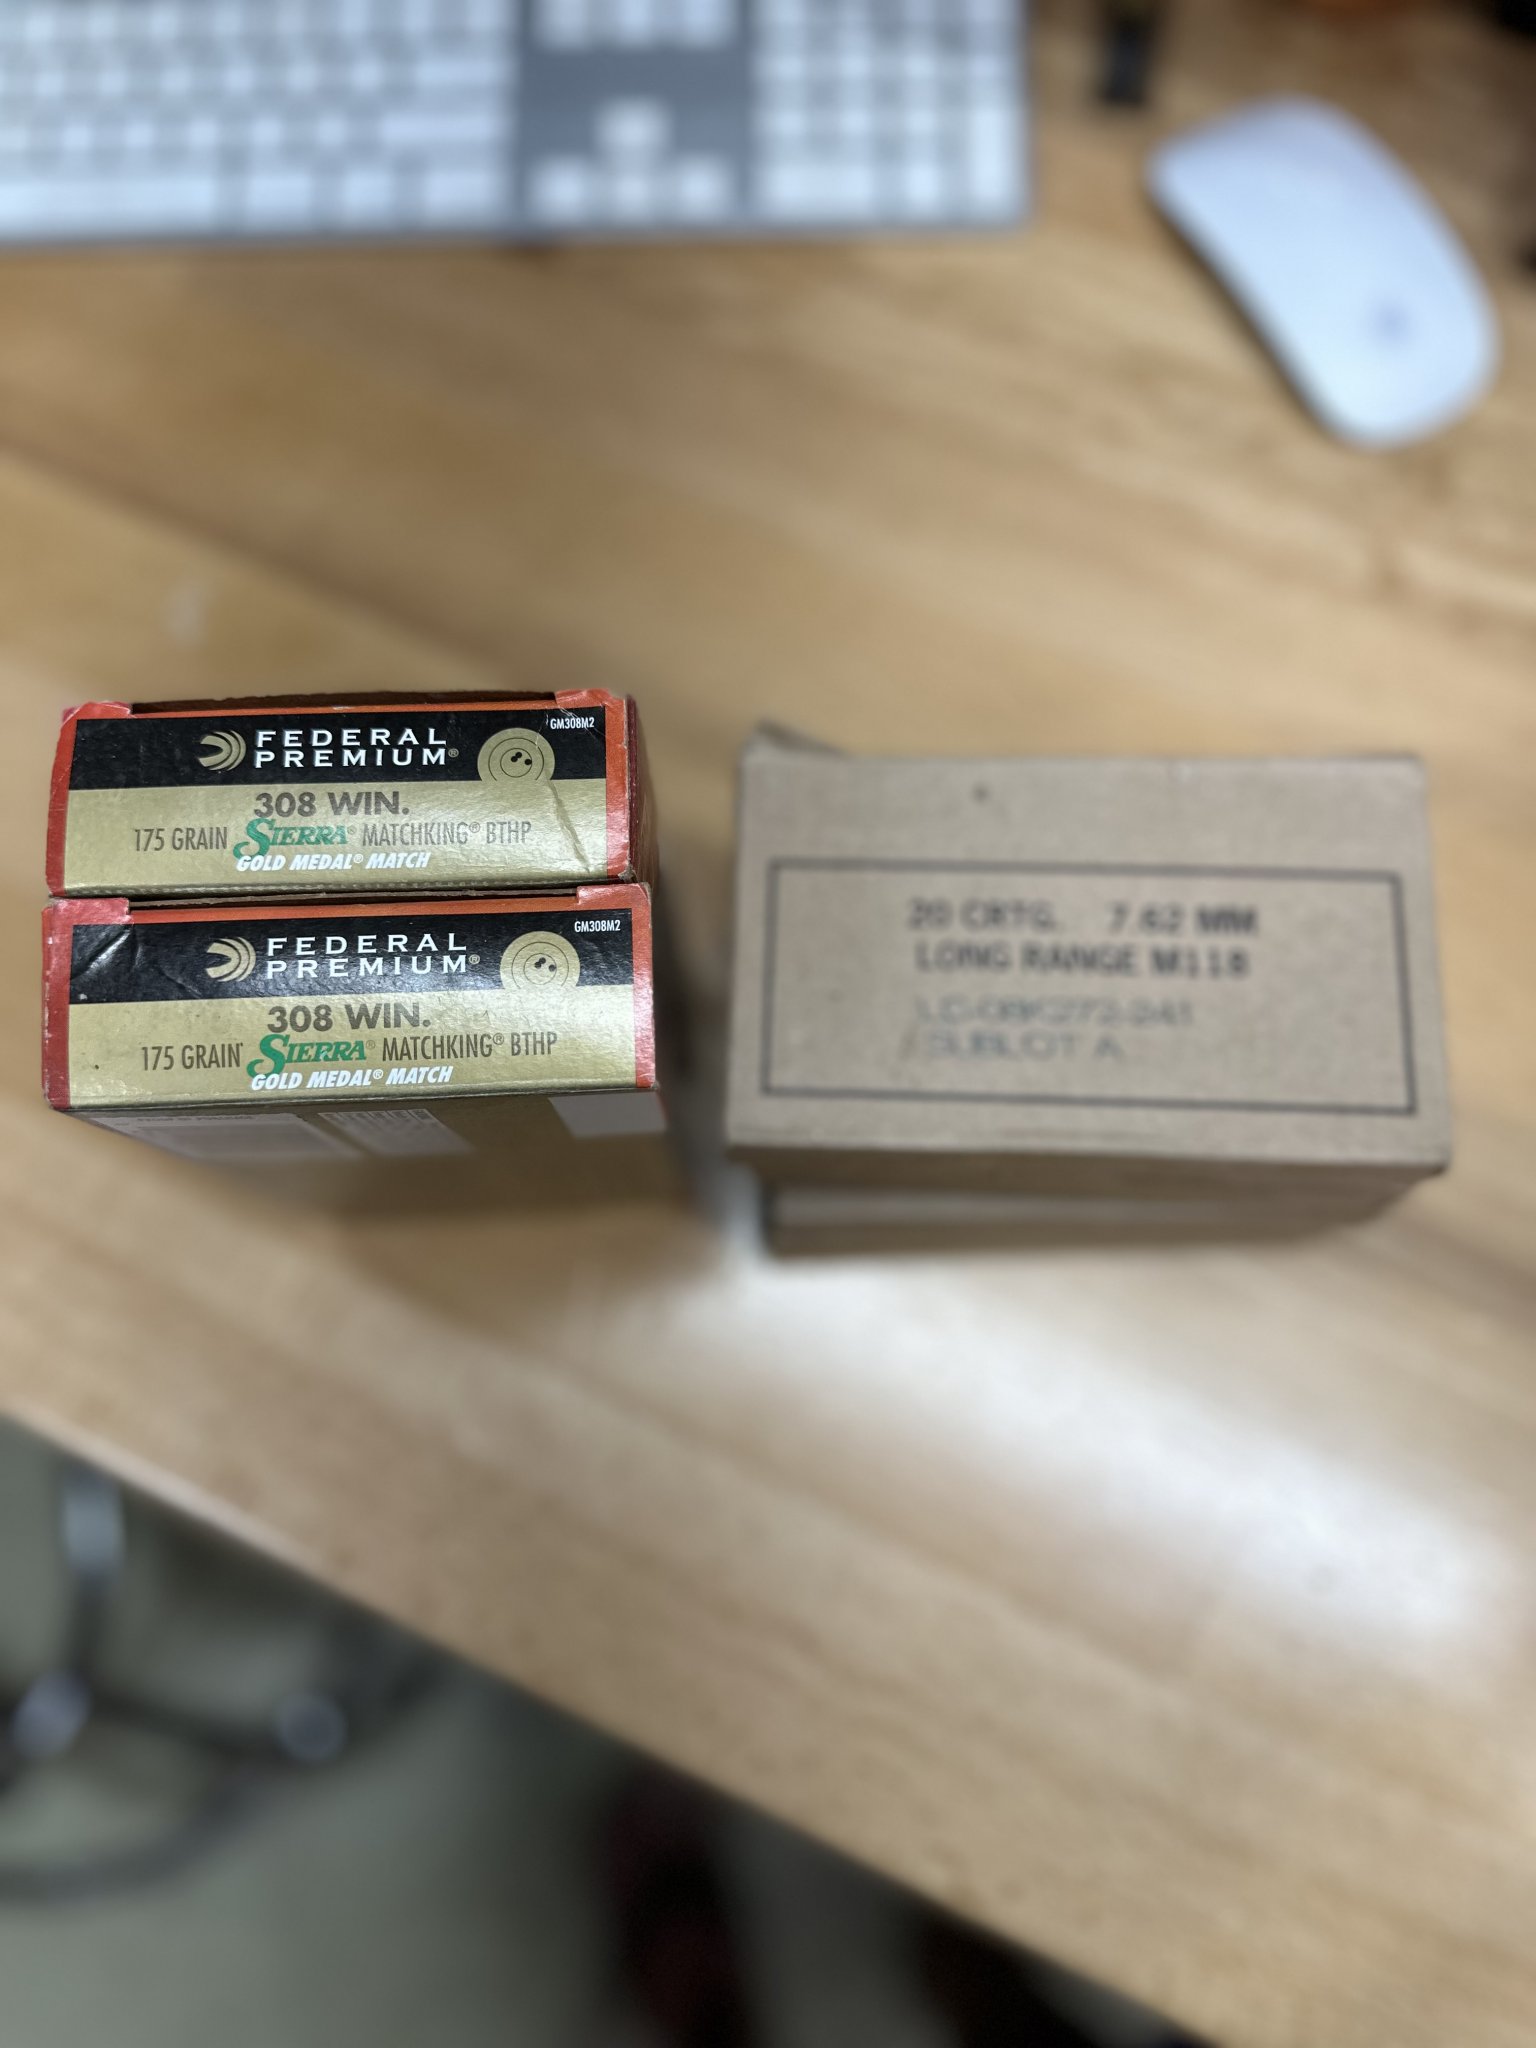 GM308M2
FEDERAL
PREMIUM®
308 WIN.
175 GRAIN SIERRA® MATCHKING® BTHP
GOLD MEDAL® MATCH
GM308M2
FEDERAL
PREMIUM®
308 WIN.
175 GRAIN SIERRA® MATCHKING® BTHP
GOLD MEDAL® MATCH
20 CRTG. 7.62 MM
LONG RANGE M118
SUBLOT A